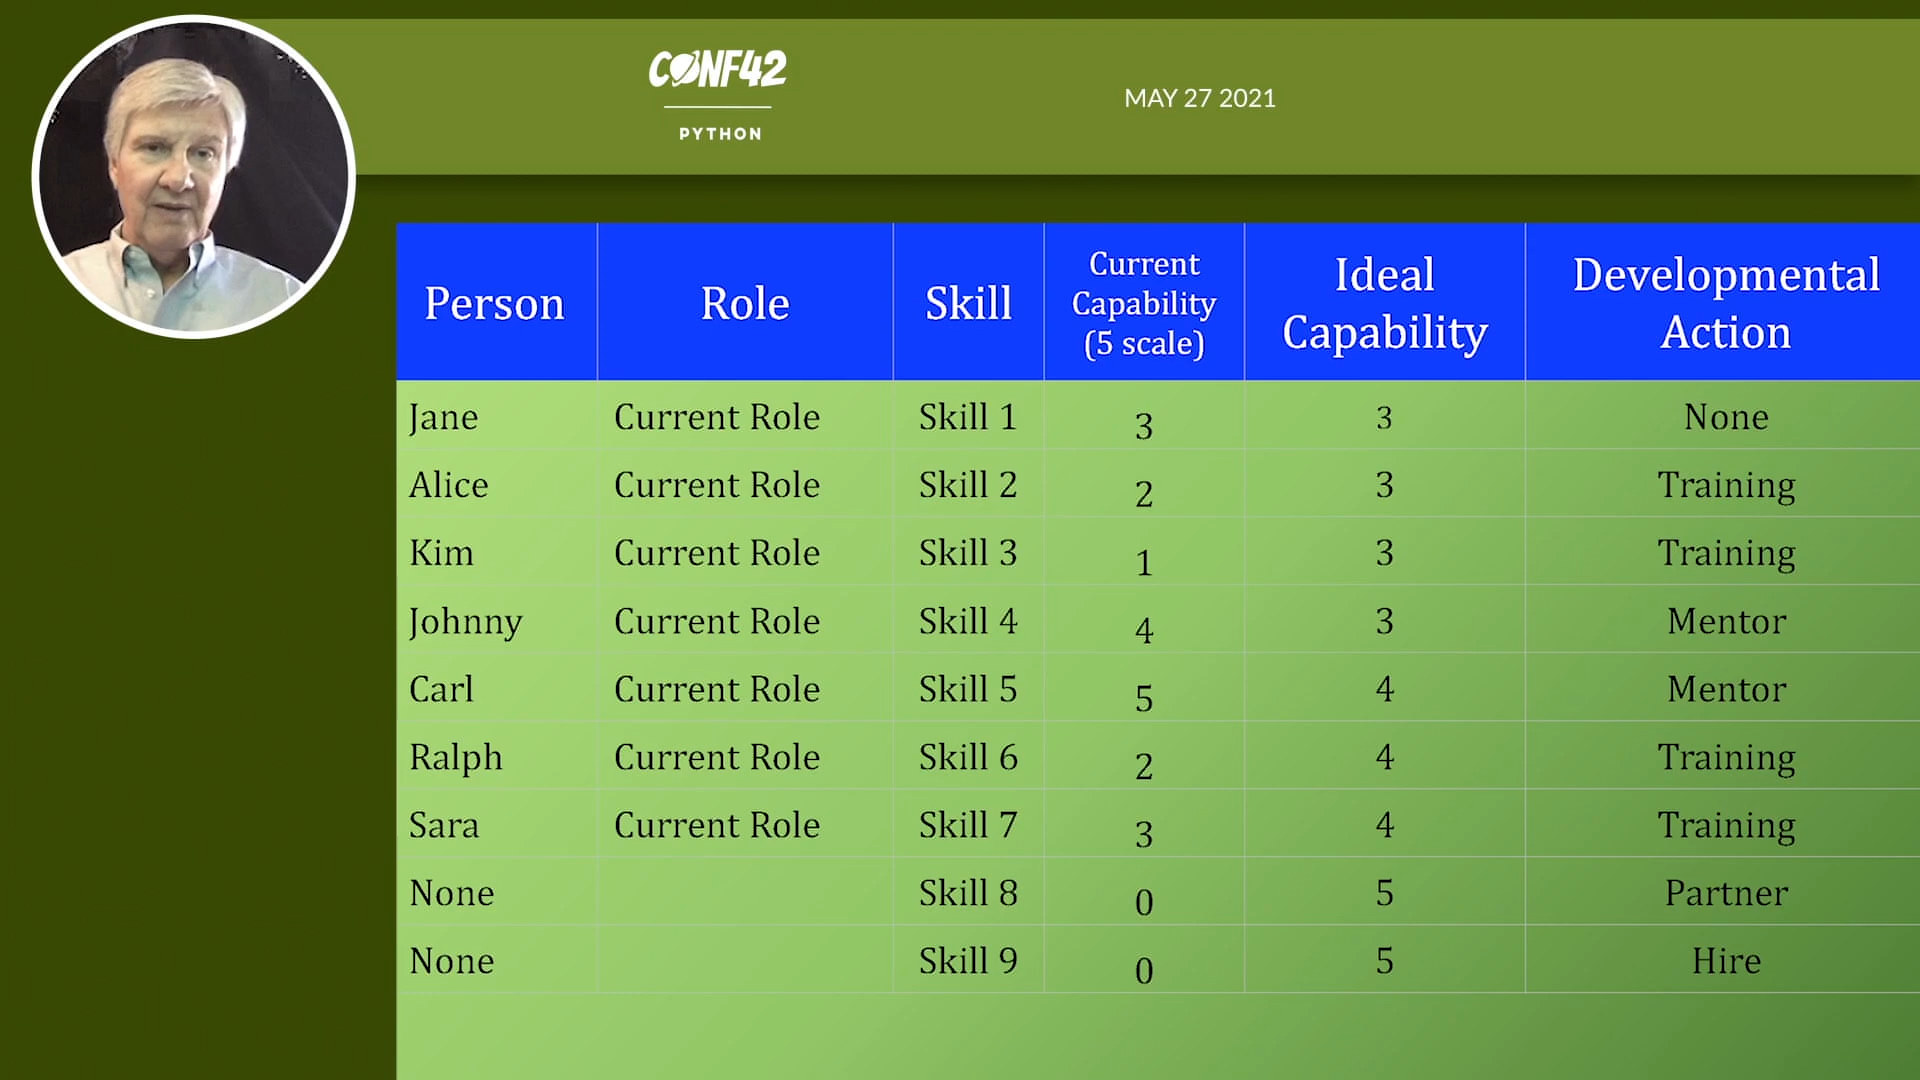 CONF42
PYTHON
MAY 27 2021
Person Role Skill Current Capability (5 scale) Ideal Capability Developmental Action
Jane Current Role Skill 1 3 3 None
Alice Current Role Skill 2 2 3 Training
Kim Current Role Skill 3 1 3 Training
Johnny Current Role Skill 4 4 3 Mentor
Carl Current Role Skill 5 5 4 Mentor
Ralph Current Role Skill 6 2 4 Training
Sara Current Role Skill 7 3 4 Training
None Skill 8 0 5 Partner
None Skill 9 0 5 Hire